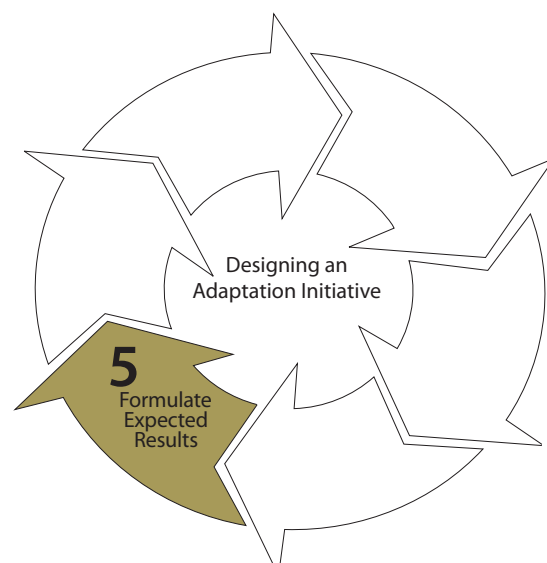 Designing an
Adaptation Initiative
5
Formulate
Expected
Results